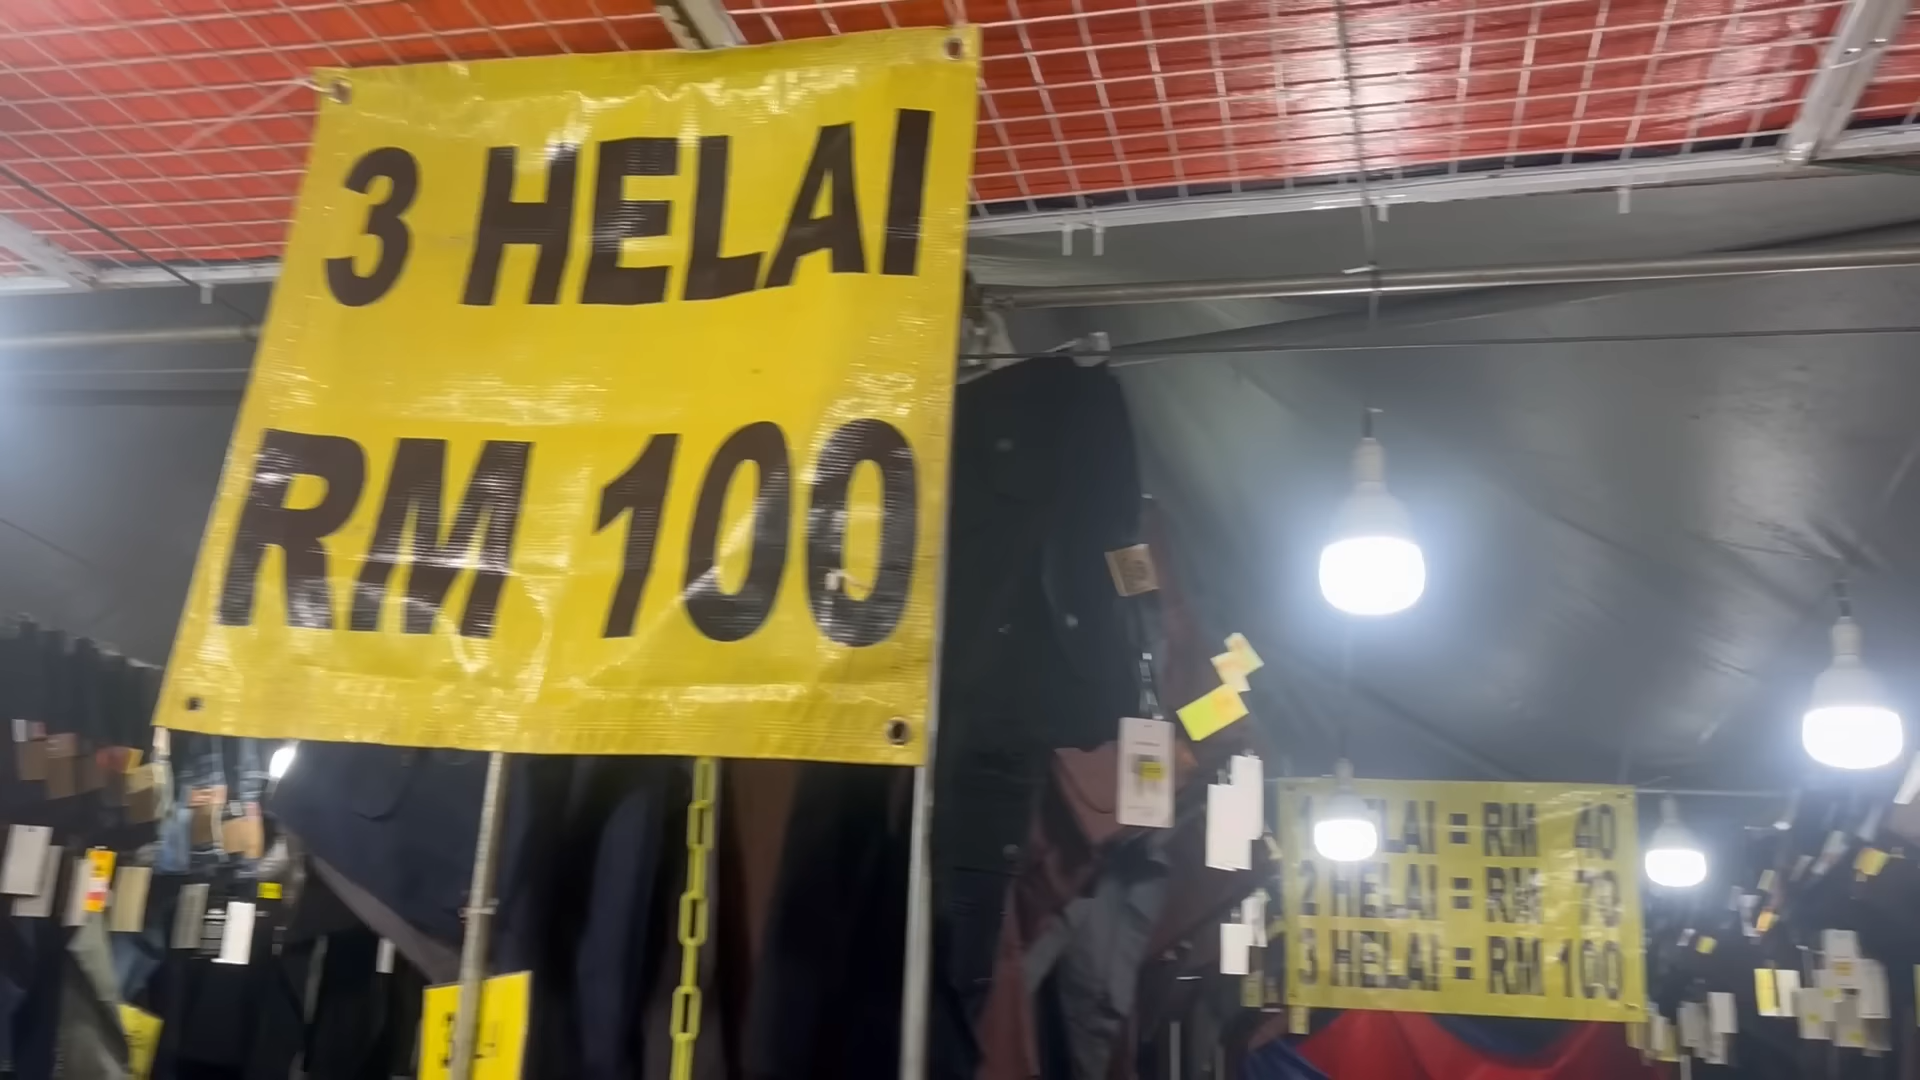 3 HELAI
RM 100
1 HELAI = RM 40
2 HELAI = RM 70
3 HELAI = RM 100